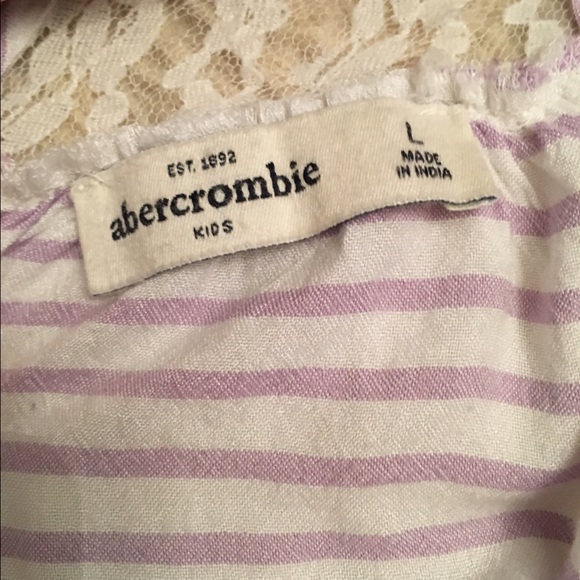 EST. 1892
abercrombie
KIDS
L
MADE
IN INDIA